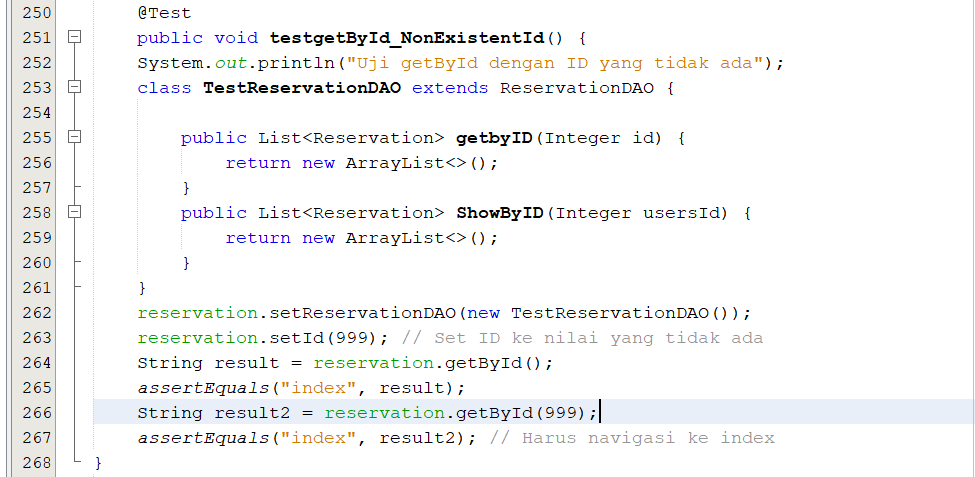 250 @Test
251 public void testgetById_NonExistentId() {
252 System.out.println("Uji getById dengan ID yang tidak ada");
253 class TestReservationDAO extends ReservationDAO {
254
255 public List<Reservation> getbyID(Integer id) {
256 return new ArrayList<>();
257 }
258 public List<Reservation> ShowByID(Integer usersId) {
259 return new ArrayList<>();
260 }
261 }
262 reservation.setReservationDAO(new TestReservationDAO());
263 reservation.setId(999); // Set ID ke nilai yang tidak ada
264 String result = reservation.getById();
265 assertEquals("index", result);
266 String result2 = reservation.getById(999);
267 assertEquals("index", result2); // Harus navigasi ke index
268 }